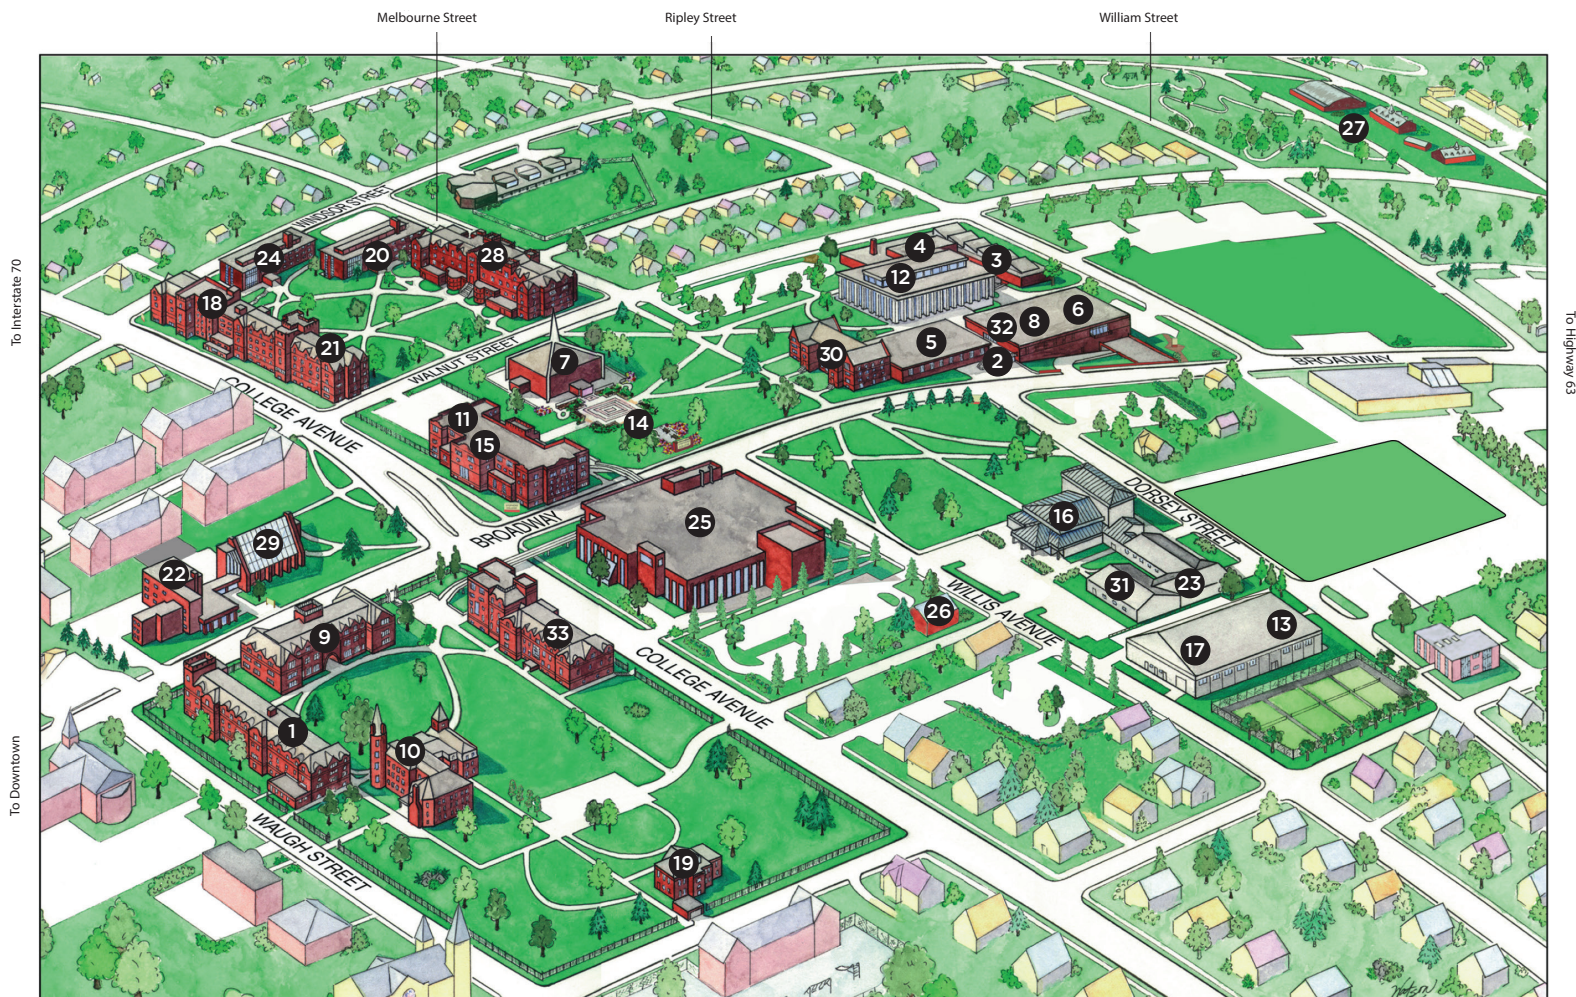 Melbourne Street
Ripley Street
William Street
27
WINDSOR STREET
24
20
28
4
3
12
18
6
8
32
5
2
30
21
7
To Interstate 70
To Highway 63
WALNUT STREET
BROADWAY
COLLEGE AVENUE
11
14
15
DORSEY STREET
16
25
BROADWAY
29
22
31
23
WILLIS AVENUE
26
9
33
13
17
COLLEGE AVENUE
1
10
To Downtown
WAUGH STREET
19